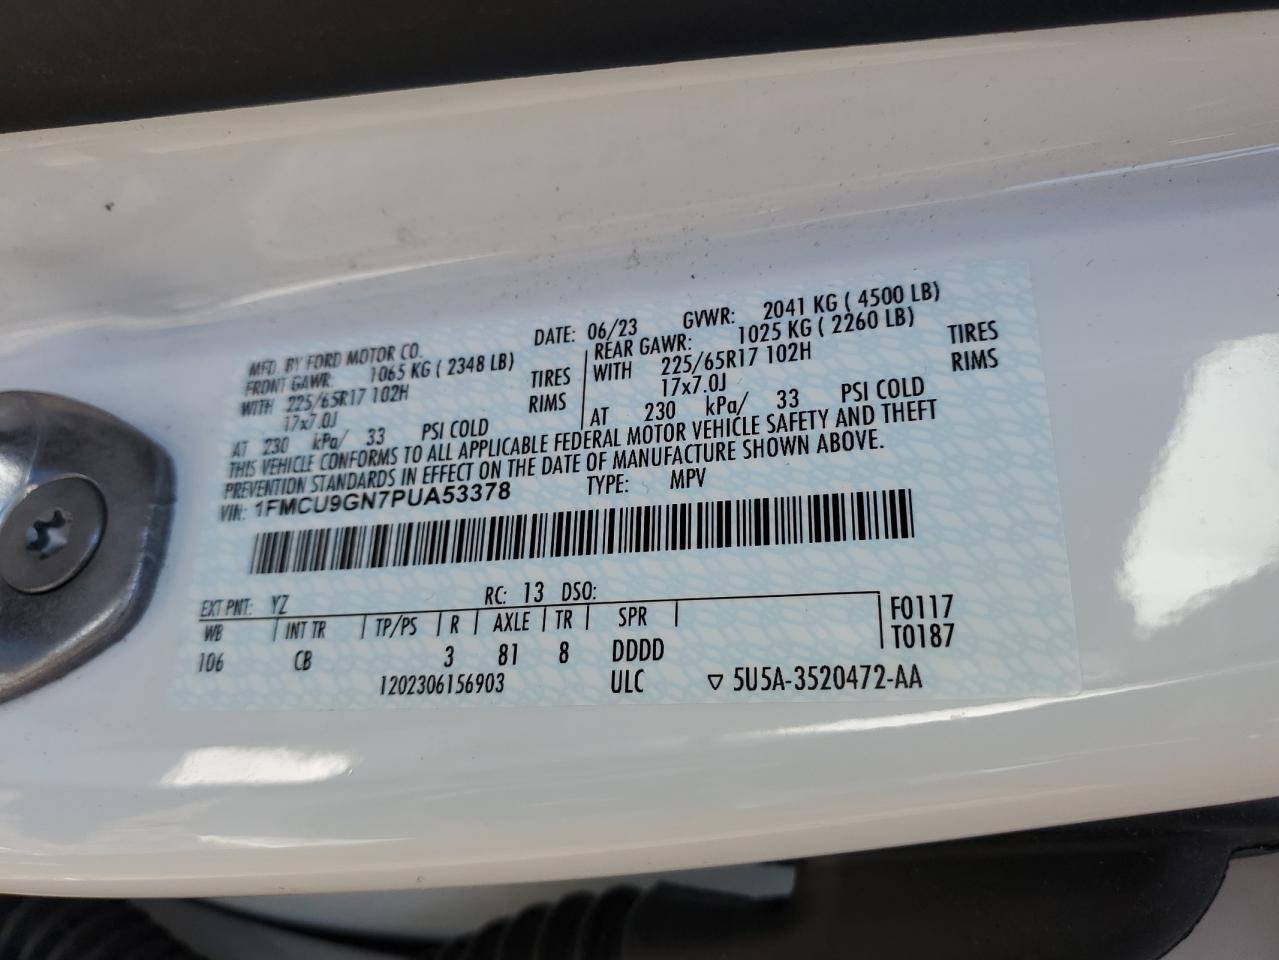 MFD. BY FORD MOTOR CO. DATE: 06/23 GVWR: 2041 KG ( 4500 LB)
FRONT GAWR: 1065 KG ( 2348 LB) REAR GAWR: 1025 KG ( 2260 LB)
WITH 225/65R17 102H TIRES WITH 225/65R17 102H TIRES
17x7.0J RIMS 17x7.0J RIMS
AT 230 kPa/ 33 PSI COLD AT 230 kPa/ 33 PSI COLD
THIS VEHICLE CONFORMS TO ALL APPLICABLE FEDERAL MOTOR VEHICLE SAFETY AND THEFT
PREVENTION STANDARDS IN EFFECT ON THE DATE OF MANUFACTURE SHOWN ABOVE.
VIN: 1FMCU9GN7PUA53378 TYPE: MPV
EXT PNT: YZ RC: 13 DSO:
WB INT TR TP/PS R AXLE TR SPR F0117
106 CB 3 81 8 DDDD T0187
1202306156903 ULC ▽ 5U5A-3520472-AA